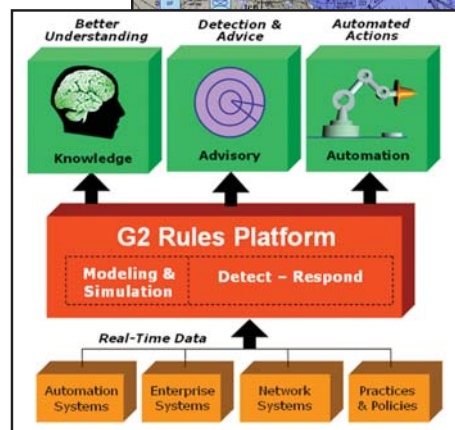 Better Understanding
Detection & Advice
Automated Actions
Knowledge
Advisory
Automation
G2 Rules Platform
Modeling & Simulation
Detect – Respond
Real-Time Data
Automation Systems
Enterprise Systems
Network Systems
Practices & Policies